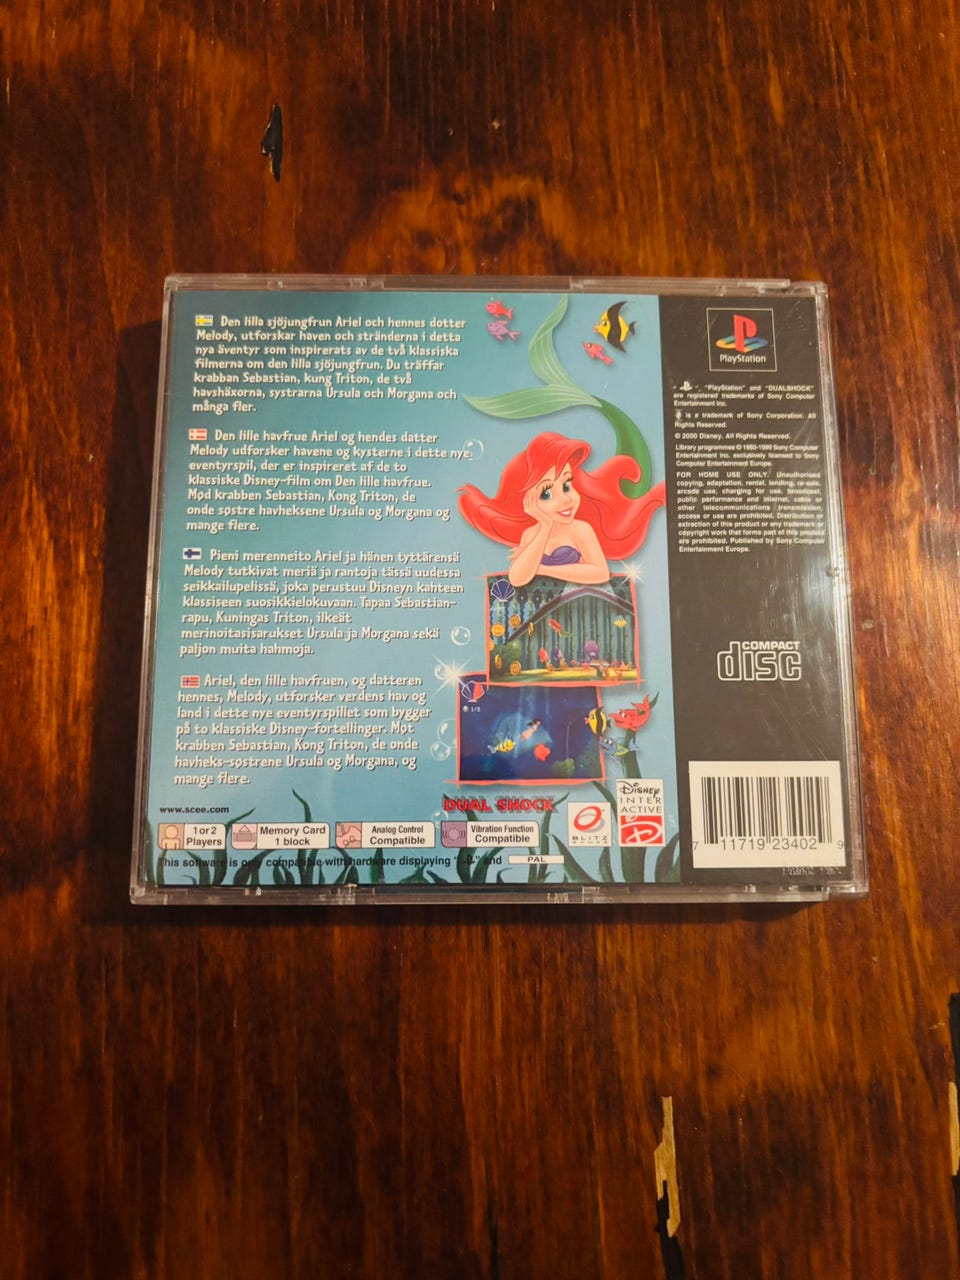 Den lilla sjöjungfrun Ariel och hennes dotter
Melody, utforskar haven och stränderna i detta
nya äventyr som inspirerats av de två klassiska
filmerna om den lilla sjöjungfrun. Du träffar
krabban Sebastian, kung Triton, de två
havshäxorna, systrarna Ursula och Morgana och
många fler.
Den lille havfrue Ariel og hendes datter
Melody udforsker havene og kysterne i dette nye
eventyrspil, der er inspireret af de to
klassiske Disney-film om Den lille havfrue.
Mød krabben Sebastian, Kong Triton, de
onde søstre havheksene Ursula og Morgana og
mange flere.
Pieni merenneito Ariel ja hänen tyttärensä
Melody tutkivat meriä ja rantoja tässä uudessa
seikkailupelissä, joka perustuu Disneyn kahteen
klassiseen suosikkielokuvaan. Tapaa Sebastian-
rapu, Kuningas Triton, ilkeät
merinoitasisarukset Ursula ja Morgana sekä
paljon muita hahmoja.
Ariel, den lille havfruen, og datteren
hennes, Melody, utforsker verdens hav og
land i dette nye eventyrspillet som bygger
på to klassiske Disney-fortellinger. Møt
krabben Sebastian, Kong Triton, de onde
havheks-søstrene Ursula og Morgana, og
mange flere.
www.scee.com
1 or 2
Players
Memory Card
1 block
Analog Control
Compatible
Vibration Function
Compatible
This software is only compatible with hardware displaying " " and PAL
1/3
DUAL SHOCK
BLITZ
GAMES
Disney
INTER
ACTIVE
PlayStation
" ", "PlayStation" and "DUALSHOCK"
are registered trademarks of Sony Computer
Entertainment Inc.
is a trademark of Sony Corporation. All
Rights Reserved.
© 2000 Disney. All Rights Reserved.
Library programmes © 1993-1999 Sony Computer
Entertainment Inc. exclusively licensed to Sony
Computer Entertainment Europe.
FOR HOME USE ONLY. Unauthorised
copying, adaptation, rental, lending, re-sale,
arcade use, charging for use, broadcast,
public performance and internet, cable or
other telecommunications transmission,
access or use are prohibited. Distribution or
extraction of this product or any trademark or
copyright work that forms part of this product
are prohibited. Published by Sony Computer
Entertainment Europe.
COMPACT
disc
7 11719 23402 9